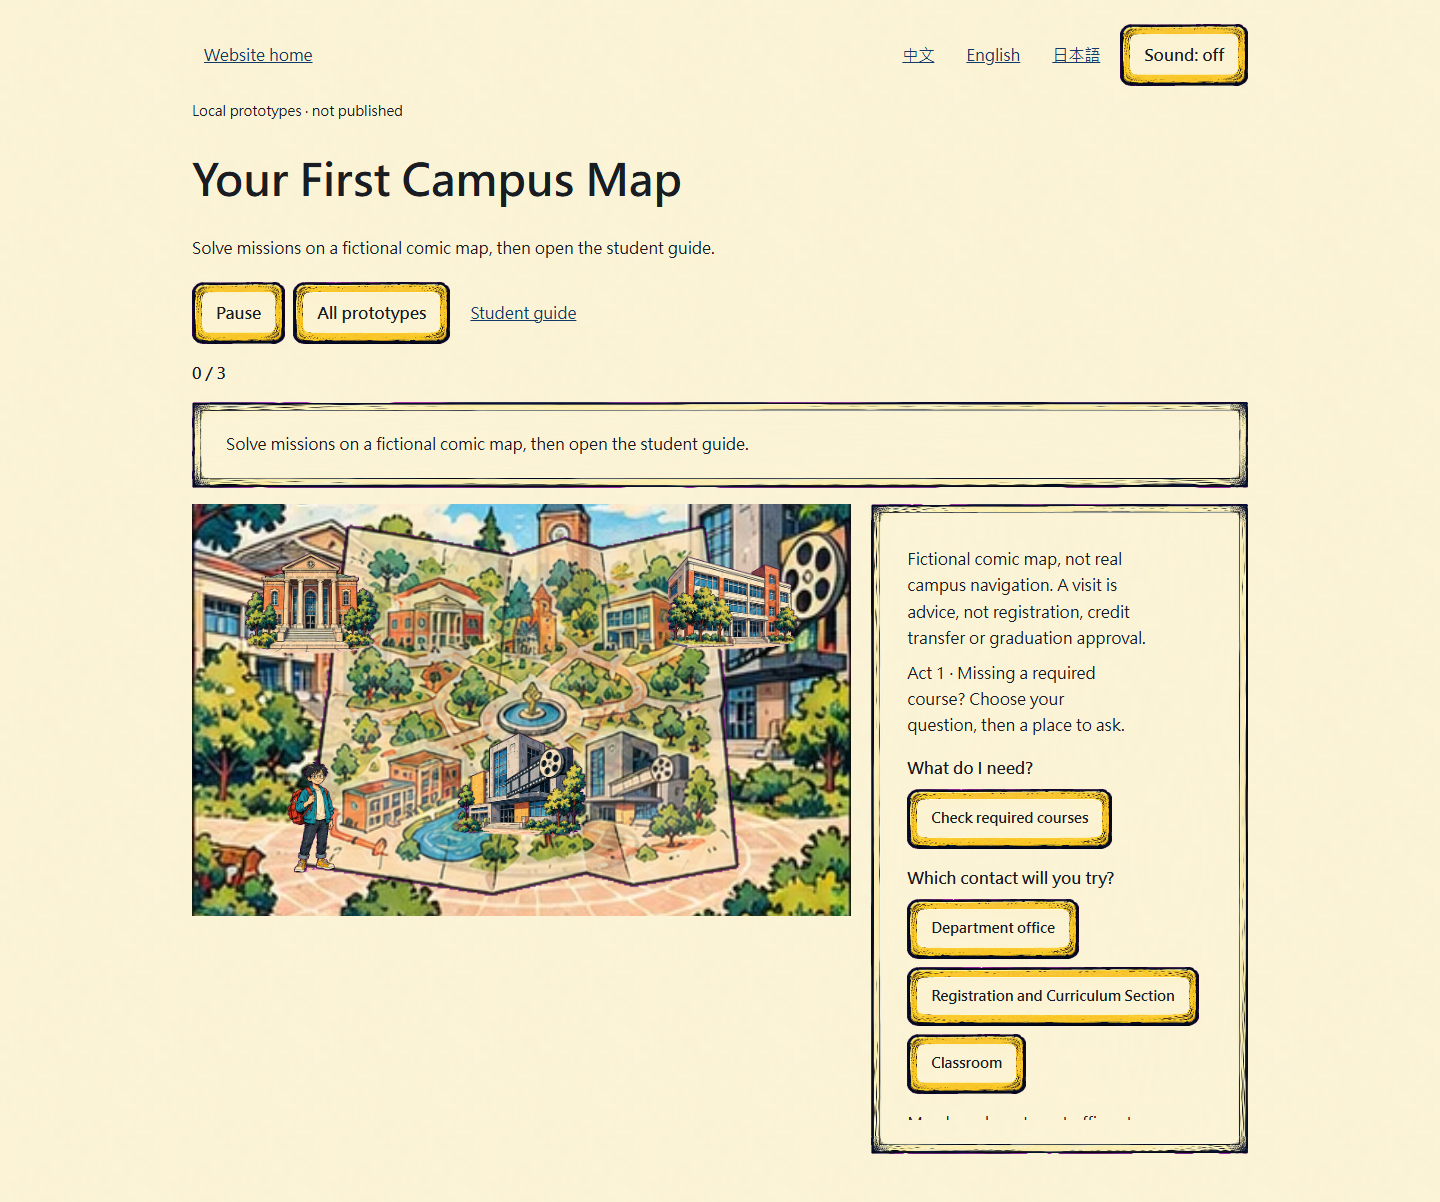 Website home
中文 English 日本語 Sound: off
Local prototypes · not published
Your First Campus Map
Solve missions on a fictional comic map, then open the student guide.
Pause All prototypes Student guide
0 / 3
Solve missions on a fictional comic map, then open the student guide.
Fictional comic map, not real
campus navigation. A visit is
advice, not registration, credit
transfer or graduation approval.
Act 1 · Missing a required
course? Choose your
question, then a place to ask.
What do I need?
Check required courses
Which contact will you try?
Department office
Registration and Curriculum Section
Classroom